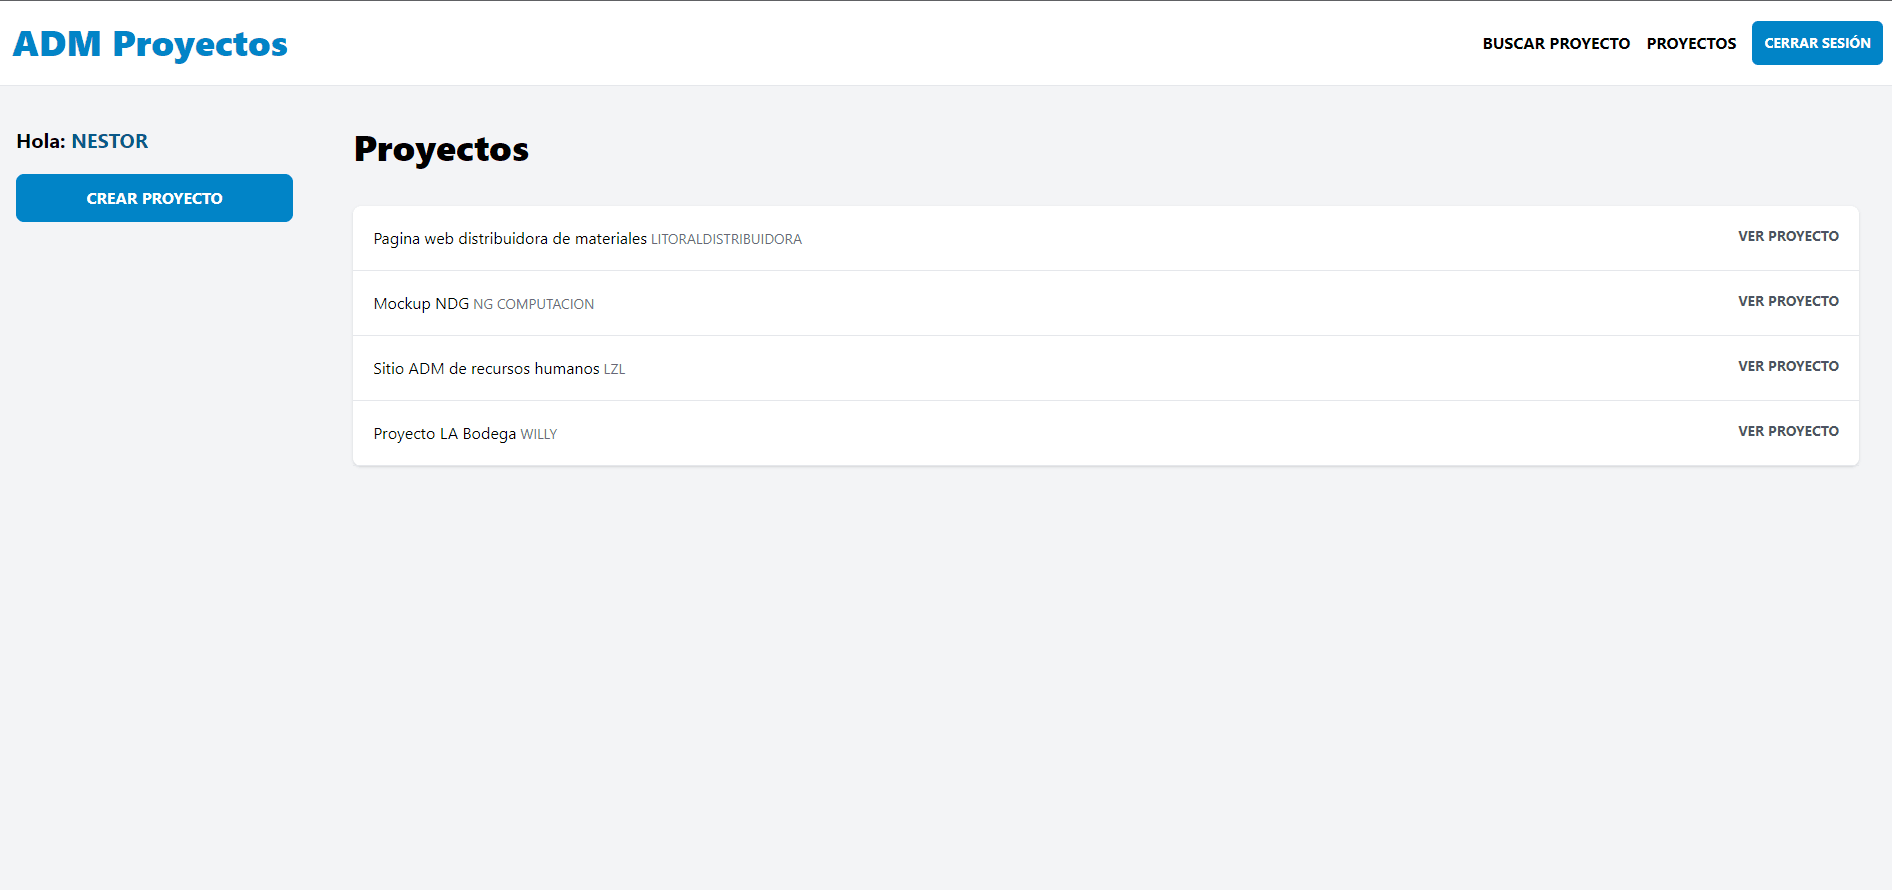 ADM Proyectos
BUSCAR PROYECTO PROYECTOS CERRAR SESIÓN
Hola: NESTOR
CREAR PROYECTO
Proyectos
Pagina web distribuidora de materiales LITORALDISTRIBUIDORA VER PROYECTO
Mockup NDG NG COMPUTACION VER PROYECTO
Sitio ADM de recursos humanos LZL VER PROYECTO
Proyecto LA Bodega WILLY VER PROYECTO